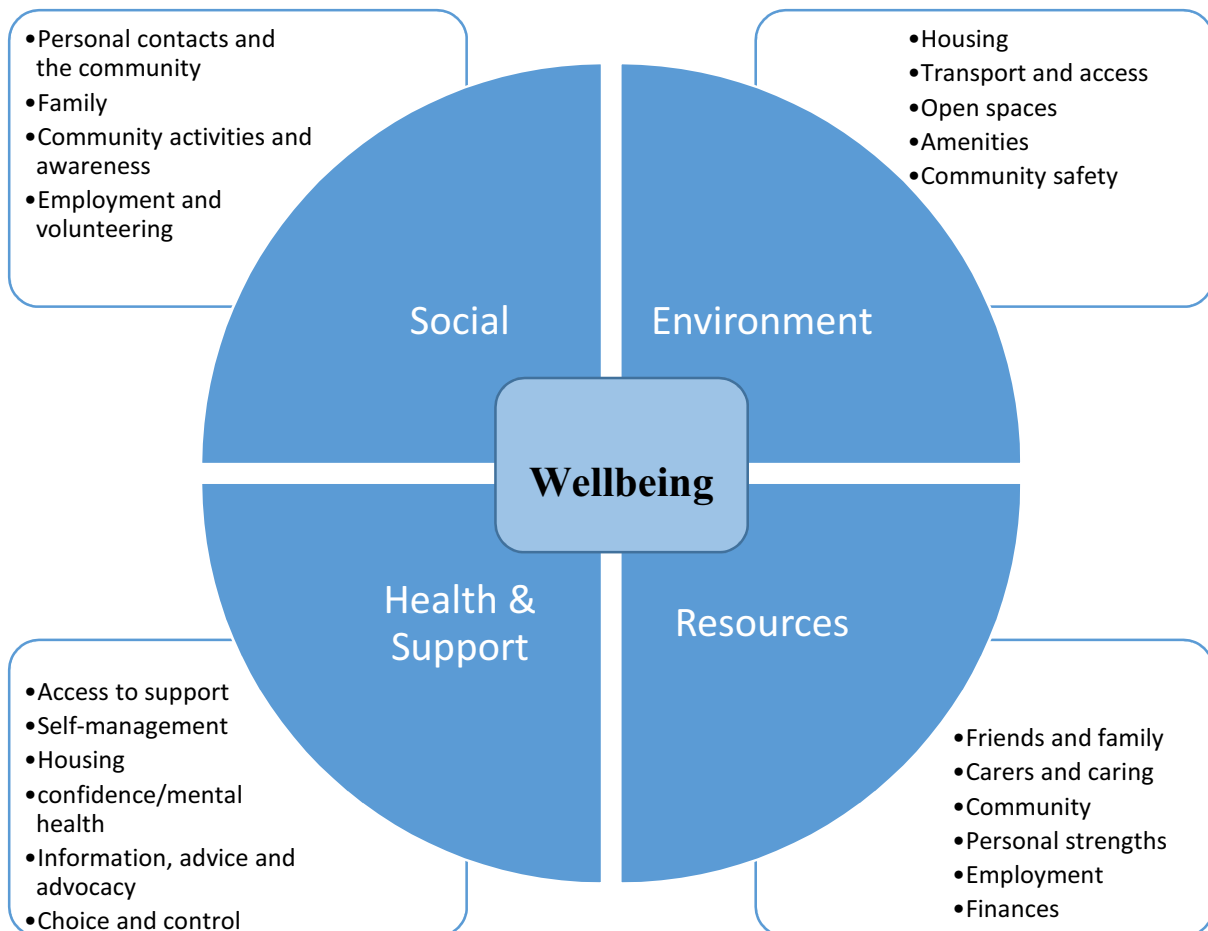 •Personal contacts and
the community
•Family
•Community activities and
awareness
•Employment and
volunteering
•Housing
•Transport and access
•Open spaces
•Amenities
•Community safety
Social
Environment
Wellbeing
Health &
Support
Resources
•Access to support
•Self-management
•Housing
•confidence/mental
health
•Information, advice and
advocacy
•Choice and control
•Friends and family
•Carers and caring
•Community
•Personal strengths
•Employment
•Finances